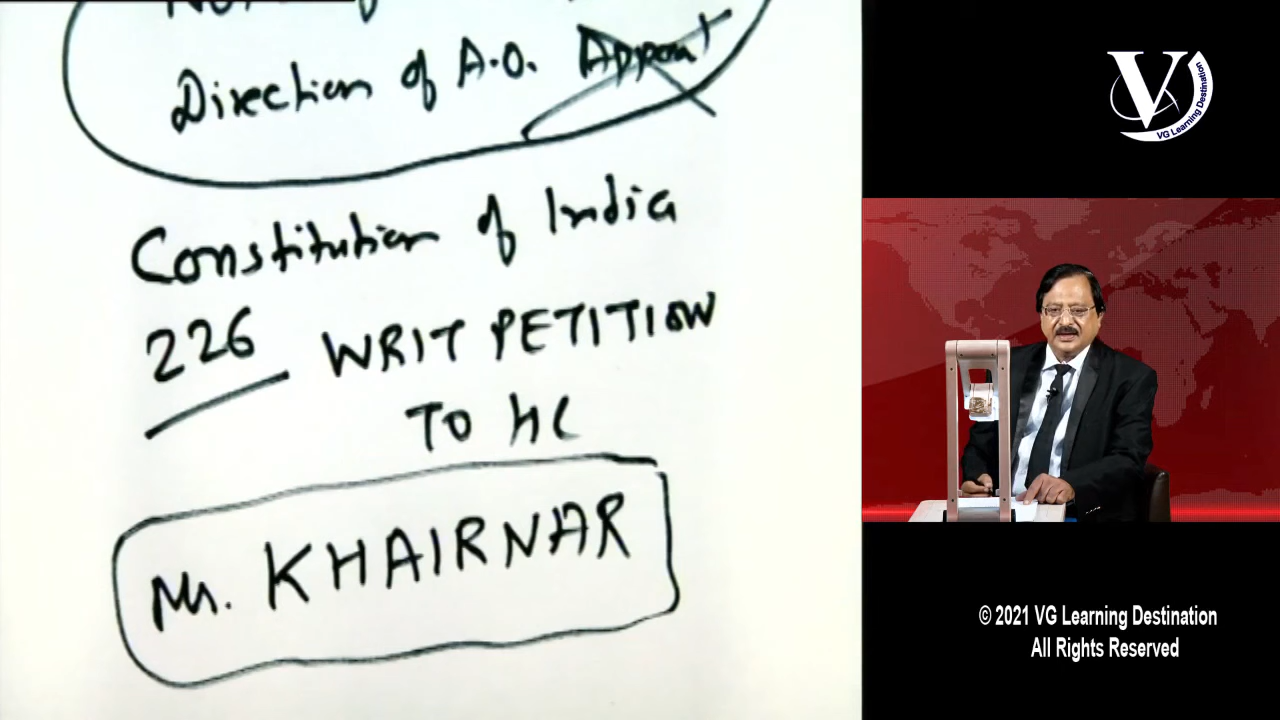 Direction of A.O. Appeal
Constitution of India
226 WRIT PETITION
TO HC
Mr. KHAIRNAR
V
VG Learning Destination
© 2021 VG Learning Destination
All Rights Reserved